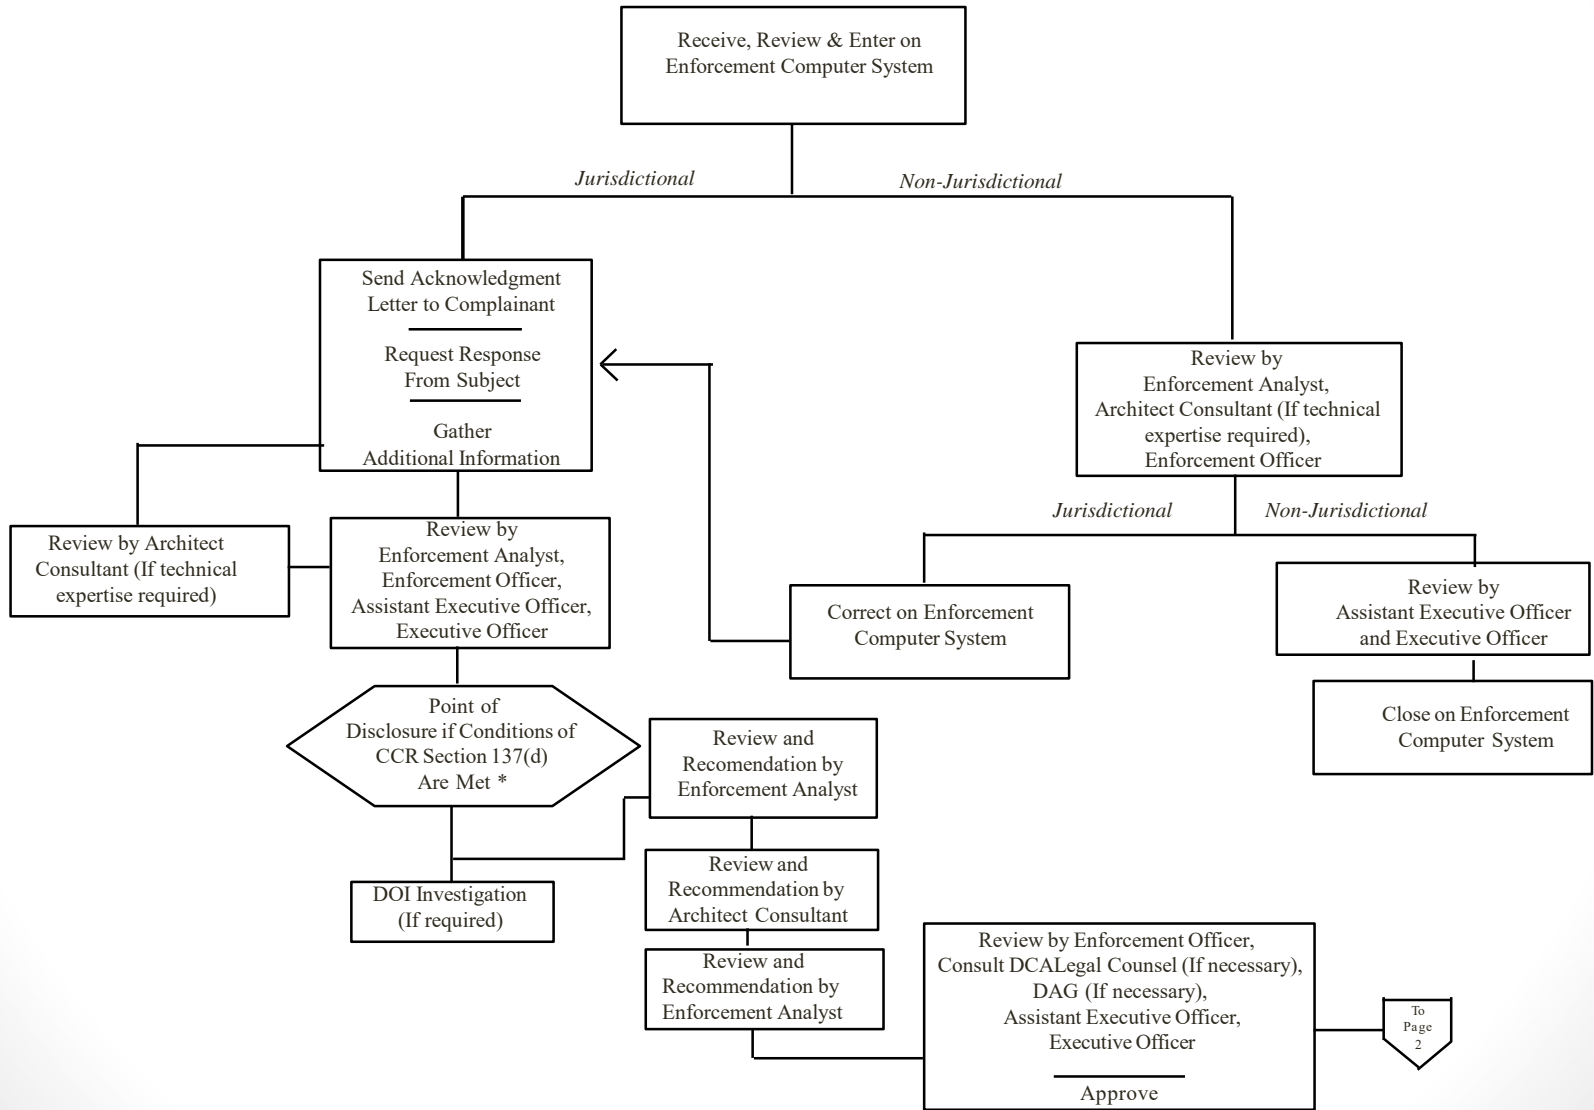 Receive, Review & Enter on
Enforcement Computer System
Jurisdictional
Non-Jurisdictional
Send Acknowledgment
Letter to Complainant
Request Response
From Subject
Gather
Additional Information
Review by
Enforcement Analyst,
Architect Consultant (If technical
expertise required),
Enforcement Officer
Jurisdictional
Non-Jurisdictional
Review by Architect
Consultant (If technical
expertise required)
Review by
Enforcement Analyst,
Enforcement Officer,
Assistant Executive Officer,
Executive Officer
Correct on Enforcement
Computer System
Review by
Assistant Executive Officer
and Executive Officer
Close on Enforcement
Computer System
Point of
Disclosure if Conditions of
CCR Section 137(d)
Are Met *
Review and
Recomendation by
Enforcement Analyst
DOI Investigation
(If required)
Review and
Recommendation by
Architect Consultant
Review and
Recommendation by
Enforcement Analyst
Review by Enforcement Officer,
Consult DCALegal Counsel (If necessary),
DAG (If necessary),
Assistant Executive Officer,
Executive Officer
Approve
To
Page
2